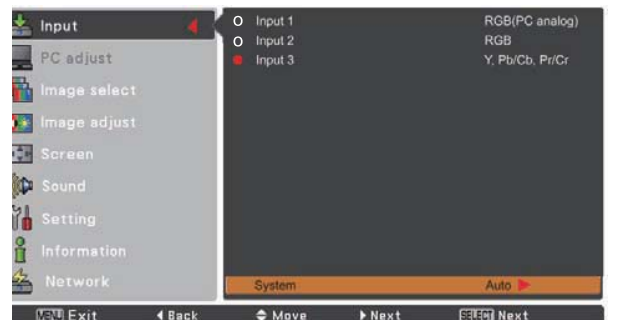 Input
PC adjust
Image select
Image adjust
Screen
Sound
Setting
Information
Network
Input 1 RGB(PC analog)
Input 2 RGB
Input 3 Y, Pb/Cb, Pr/Cr
System Auto
MENU Exit Back Move Next SELECT Next